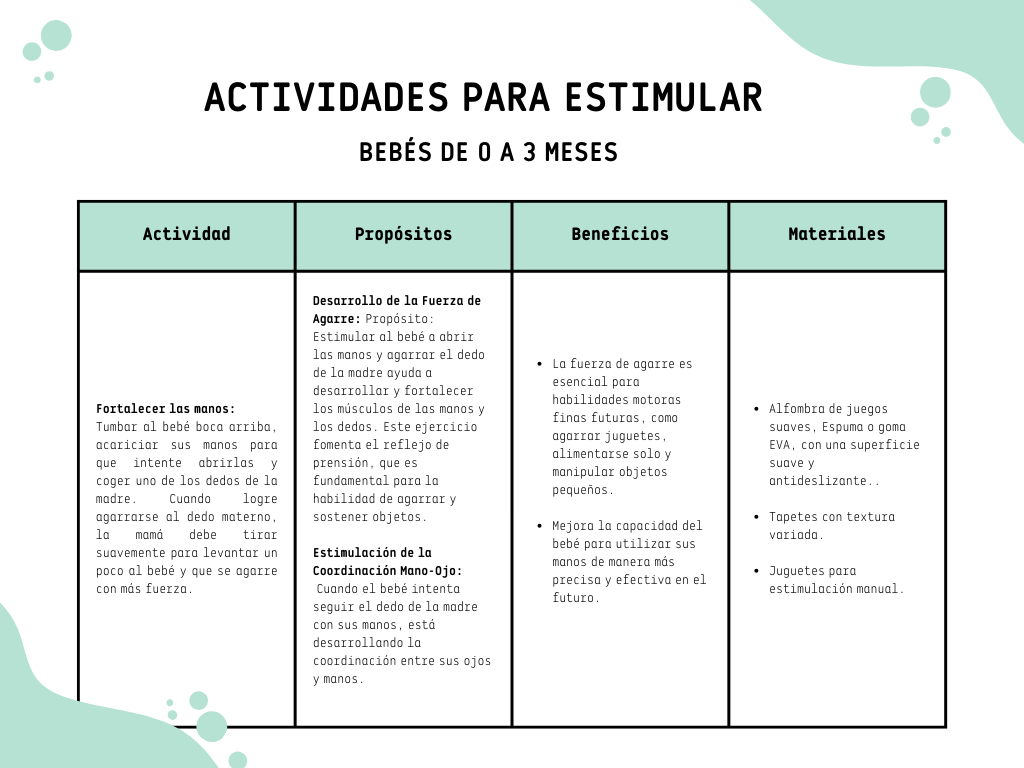 ACTIVIDADES PARA ESTIMULAR
BEBÉS DE 0 A 3 MESES
Actividad
Propósitos
Beneficios
Materiales
Fortalecer las manos:
Tumbar al bebé boca arriba,
acariciar sus manos para
que intente abrirlas y
coger uno de los dedos de la
madre. Cuando logre
agarrarse al dedo materno,
la mamá debe tirar
suavemente para levantar un
poco al bebé y que se agarre
con más fuerza.
Desarrollo de la Fuerza de
Agarre: Propósito:
Estimular al bebé a abrir
las manos y agarrar el dedo
de la madre ayuda a
desarrollar y fortalecer
los músculos de las manos y
los dedos. Este ejercicio
fomenta el reflejo de
prensión, que es
fundamental para la
habilidad de agarrar y
sostener objetos.
Estimulación de la
Coordinación Mano-Ojo:
Cuando el bebé intenta
seguir el dedo de la madre
con sus manos, está
desarrollando la
coordinación entre sus ojos
y manos.
• La fuerza de agarre es
esencial para
habilidades motoras
finas futuras, como
agarrar juguetes,
alimentarse solo y
manipular objetos
pequeños.
• Mejora la capacidad del
bebé para utilizar sus
manos de manera más
precisa y efectiva en el
futuro.
• Alfombra de juegos
suaves, Espuma o goma
EVA, con una superficie
suave y
antideslizante..
• Tapetes con textura
variada.
• Juguetes para
estimulación manual.